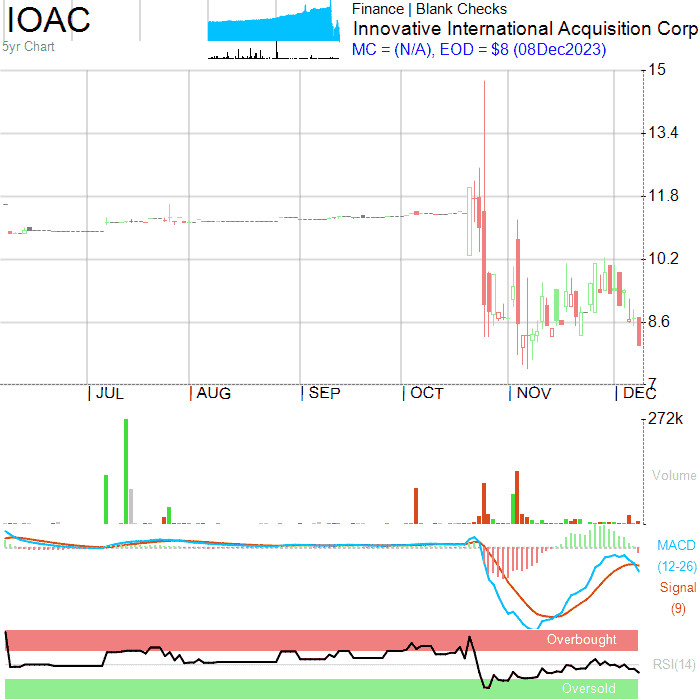 IOAC
5yr Chart
Finance | Blank Checks
Innovative International Acquisition Corp
MC = (N/A), EOD = $8 (08Dec2023)
15
13.4
11.8
10.2
8.6
7
JUL AUG SEP OCT NOV DEC
272k
Volume
MACD
(12-26)
Signal
(9)
Overbought
RSI(14)
Oversold